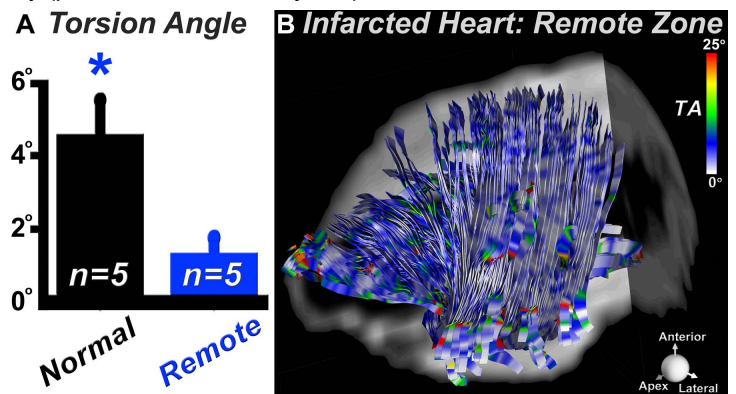 A Torsion Angle
*
6°
4°
2°
0°
n=5
n=5
Normal
Remote
B Infarcted Heart: Remote Zone
25°
TA
0°
Anterior
Apex
Lateral